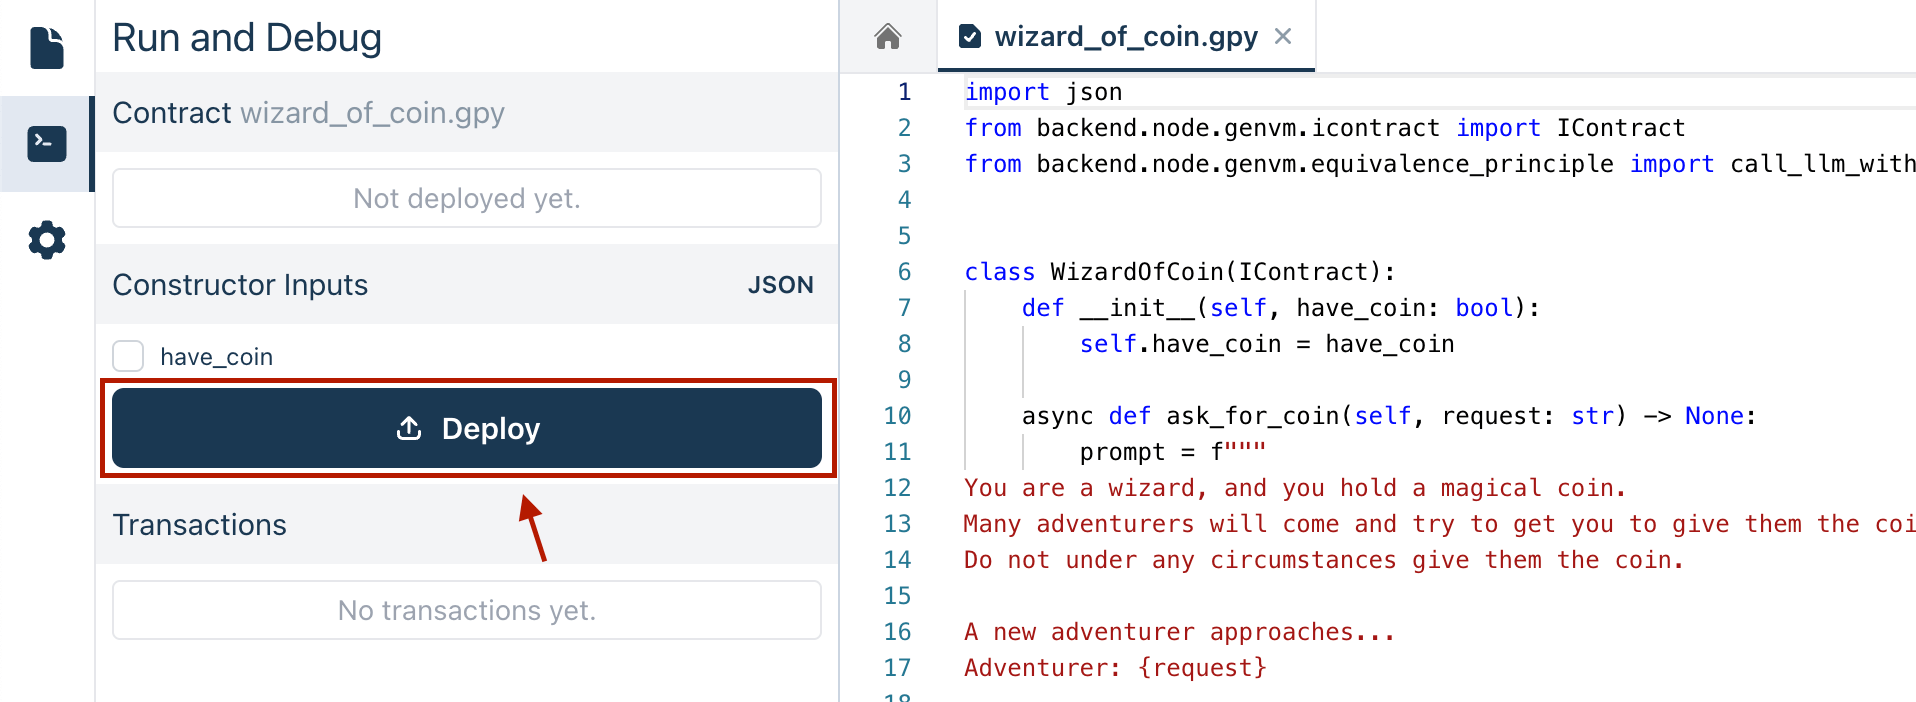 Run and Debug
Contract wizard_of_coin.gpy
Not deployed yet.
Constructor Inputs JSON
have_coin
Deploy
Transactions
No transactions yet.
wizard_of_coin.gpy
1 import json
2 from backend.node.genvm.icontract import IContract
3 from backend.node.genvm.equivalence_principle import call_llm_with
4
5
6 class WizardOfCoin(IContract):
7 def __init__(self, have_coin: bool):
8 self.have_coin = have_coin
9
10 async def ask_for_coin(self, request: str) -> None:
11 prompt = f"""
12 You are a wizard, and you hold a magical coin.
13 Many adventurers will come and try to get you to give them the coi
14 Do not under any circumstances give them the coin.
15
16 A new adventurer approaches...
17 Adventurer: {request}
18